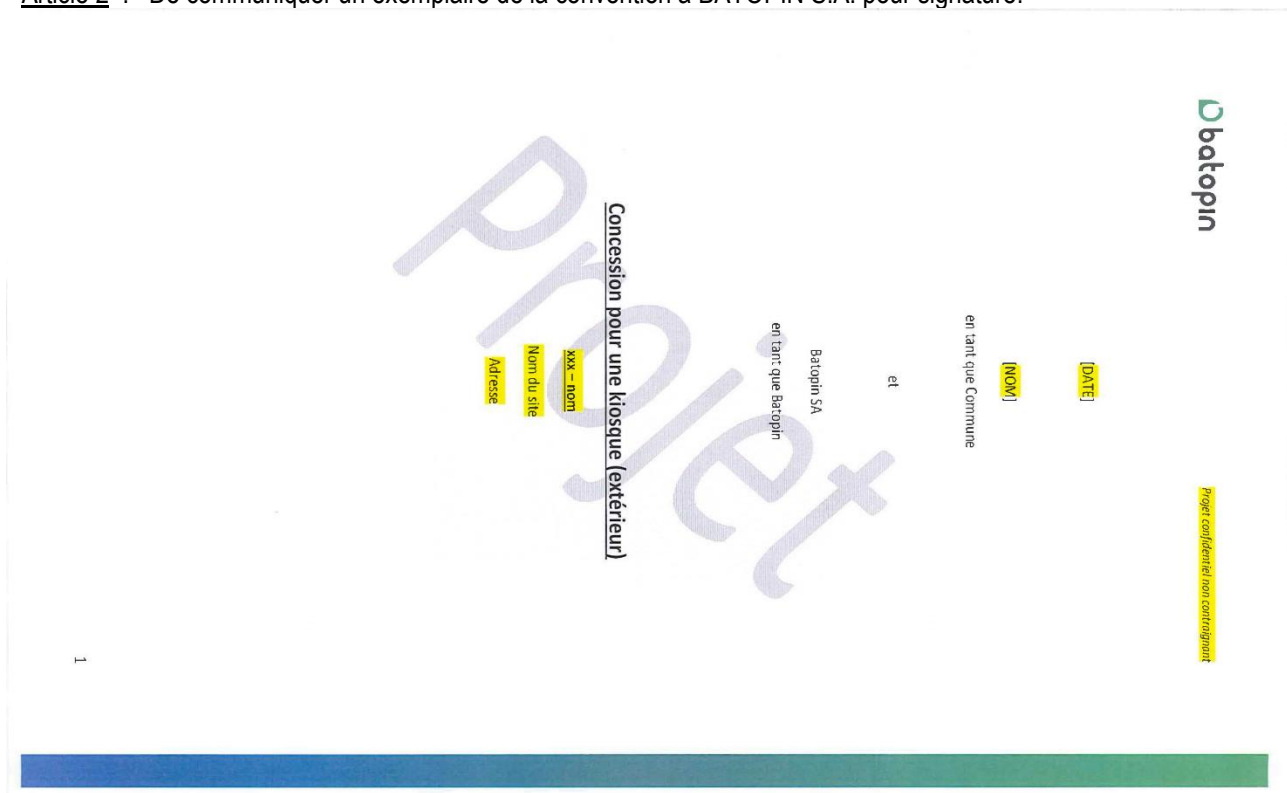 Article 2 : De communiquer un exemplaire de la convention à BATOPIN S.A. pour signature.
batopin
Projet confidentiel non contraignant
[DATE]
[NOM]
en tant que Commune
et
Batopin SA
en tant que Batopin
Concession pour une kiosque (extérieur)
xxx – nom
Nom du site
Adresse
Projet
1